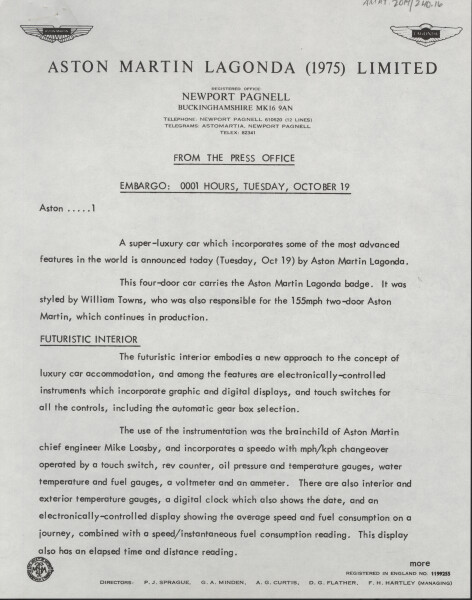 ASTON MARTIN
LAGONDA
ASTON MARTIN LAGONDA (1975) LIMITED
REGISTERED OFFICE
NEWPORT PAGNELL
BUCKINGHAMSHIRE MK16 9AN
TELEPHONE: NEWPORT PAGNELL 610620 (12 LINES)
TELEGRAMS: ASTOMARTIA, NEWPORT PAGNELL
TELEX: 82341
FROM THE PRESS OFFICE
EMBARGO: 0001 HOURS, TUESDAY, OCTOBER 19
Aston .....1
A super-luxury car which incorporates some of the most advanced
features in the world is announced today (Tuesday, Oct 19) by Aston Martin Lagonda.
This four-door car carries the Aston Martin Lagonda badge. It was
styled by William Towns, who was also responsible for the 155mph two-door Aston
Martin, which continues in production.
FUTURISTIC INTERIOR
The futuristic interior embodies a new approach to the concept of
luxury car accommodation, and among the features are electronically-controlled
instruments which incorporate graphic and digital displays, and touch switches for
all the controls, including the automatic gear box selection.
The use of the instrumentation was the brainchild of Aston Martin
chief engineer Mike Loasby, and incorporates a speedo with mph/kph changeover
operated by a touch switch, rev counter, oil pressure and temperature gauges, water
temperature and fuel gauges, a voltmeter and an ammeter. There are also interior and
exterior temperature gauges, a digital clock which also shows the date, and an
electronically-controlled display showing the average speed and fuel consumption on a
journey, combined with a speed/instantaneous fuel consumption reading. This display
also has an elapsed time and distance reading.
more
REGISTERED IN ENGLAND NO. 1199255
DIRECTORS: P. J. SPRAGUE, G. A. MINDEN, A. G. CURTIS, D. G. FLATHER, F. H. HARTLEY (MANAGING)